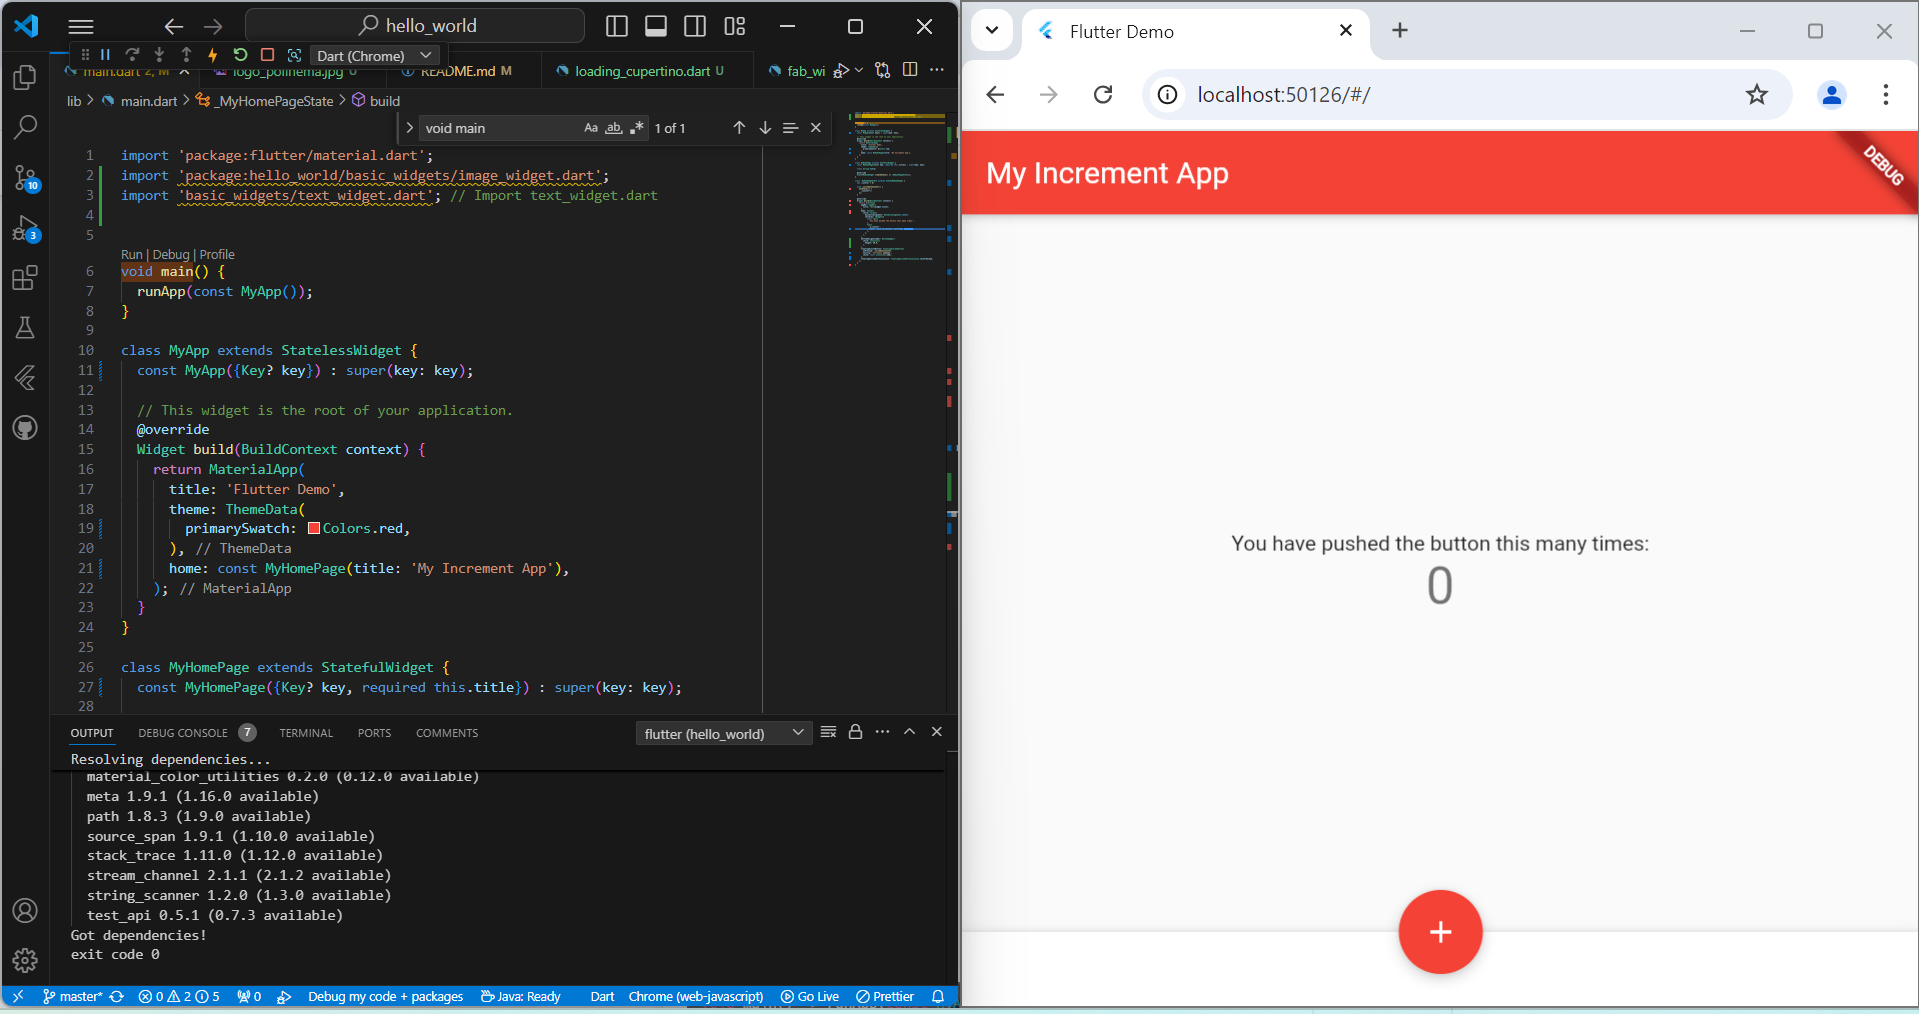 hello_world
Dart (Chrome)
main.dart 2, M
logo_polinema.jpg U
README.md M
loading_cupertino.dart U
fab_wi
lib > main.dart > _MyHomePageState > build
void main
Aa ab 1 of 1
1 import 'package:flutter/material.dart';
2 import 'package:hello_world/basic_widgets/image_widget.dart';
3 import 'basic_widgets/text_widget.dart'; // Import text_widget.dart
4
5
Run | Debug | Profile
6 void main() {
7 runApp(const MyApp());
8 }
9
10 class MyApp extends StatelessWidget {
11 const MyApp({Key? key}) : super(key: key);
12
13 // This widget is the root of your application.
14 @override
15 Widget build(BuildContext context) {
16 return MaterialApp(
17 title: 'Flutter Demo',
18 theme: ThemeData(
19 primarySwatch: Colors.red,
20 ), // ThemeData
21 home: const MyHomePage(title: 'My Increment App'),
22 ); // MaterialApp
23 }
24 }
25
26 class MyHomePage extends StatefulWidget {
27 const MyHomePage({Key? key, required this.title}) : super(key: key);
28
10
3
OUTPUT DEBUG CONSOLE 7 TERMINAL PORTS COMMENTS
flutter (hello_world)
Resolving dependencies...
material_color_utilities 0.2.0 (0.12.0 available)
meta 1.9.1 (1.16.0 available)
path 1.8.3 (1.9.0 available)
source_span 1.9.1 (1.10.0 available)
stack_trace 1.11.0 (1.12.0 available)
stream_channel 2.1.1 (2.1.2 available)
string_scanner 1.2.0 (1.3.0 available)
test_api 0.5.1 (0.7.3 available)
Got dependencies!
exit code 0
master* 0 2 5 0 Debug my code + packages Java: Ready Dart Chrome (web-javascript) Go Live Prettier
Flutter Demo
localhost:50126/#/
My Increment App
DEBUG
You have pushed the button this many times:
0
+